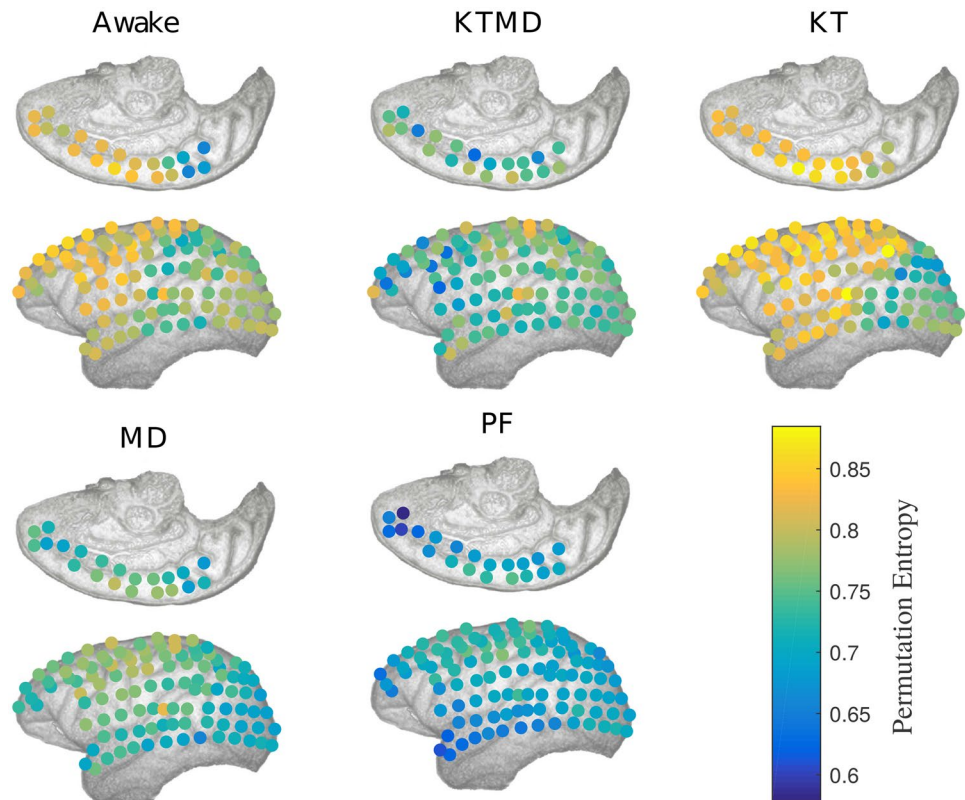 Awake
KTMD
KT
MD
PF
0.85
0.8
0.75
0.7
0.65
0.6
Permutation Entropy